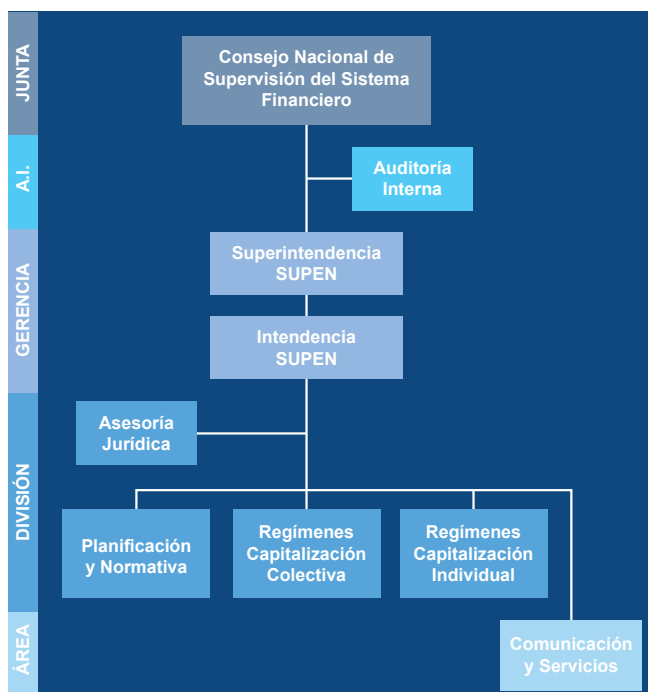 JUNTA
Consejo Nacional de
Supervisión del Sistema
Financiero
A.I.
Auditoría
Interna
GERENCIA
Superintendencia
SUPEN
Intendencia
SUPEN
DIVISIÓN
Asesoría
Jurídica
Planificación
y Normativa
Regímenes
Capitalización
Colectiva
Regímenes
Capitalización
Individual
ÁREA
Comunicación
y Servicios